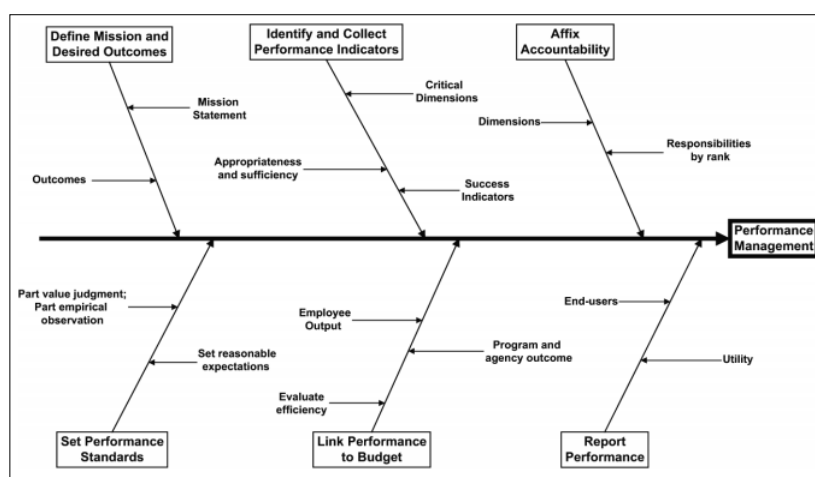 Define Mission and
Desired Outcomes
Identify and Collect
Performance Indicators
Affix
Accountability
Mission
Statement
Outcomes
Critical
Dimensions
Appropriateness
and sufficiency
Success
Indicators
Dimensions
Responsibilities
by rank
Performance
Management
Part value judgment;
Part empirical
observation
Set reasonable
expectations
Employee
Output
Program and
agency outcome
Evaluate
efficiency
End-users
Utility
Set Performance
Standards
Link Performance
to Budget
Report
Performance